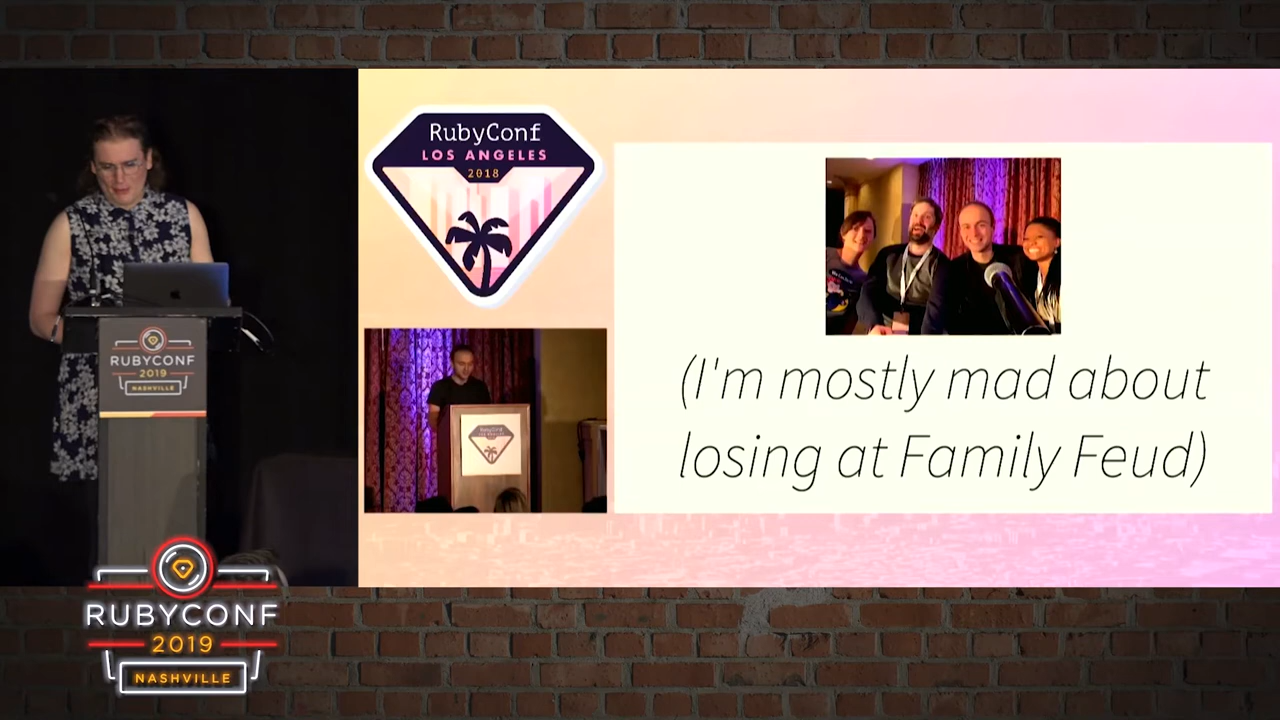 RubyConf
LOS ANGELES
2018
(I'm mostly mad about
losing at Family Feud)
RUBYCONF
2019
NASHVILLE
RUBYCONF
2019
NASHVILLE